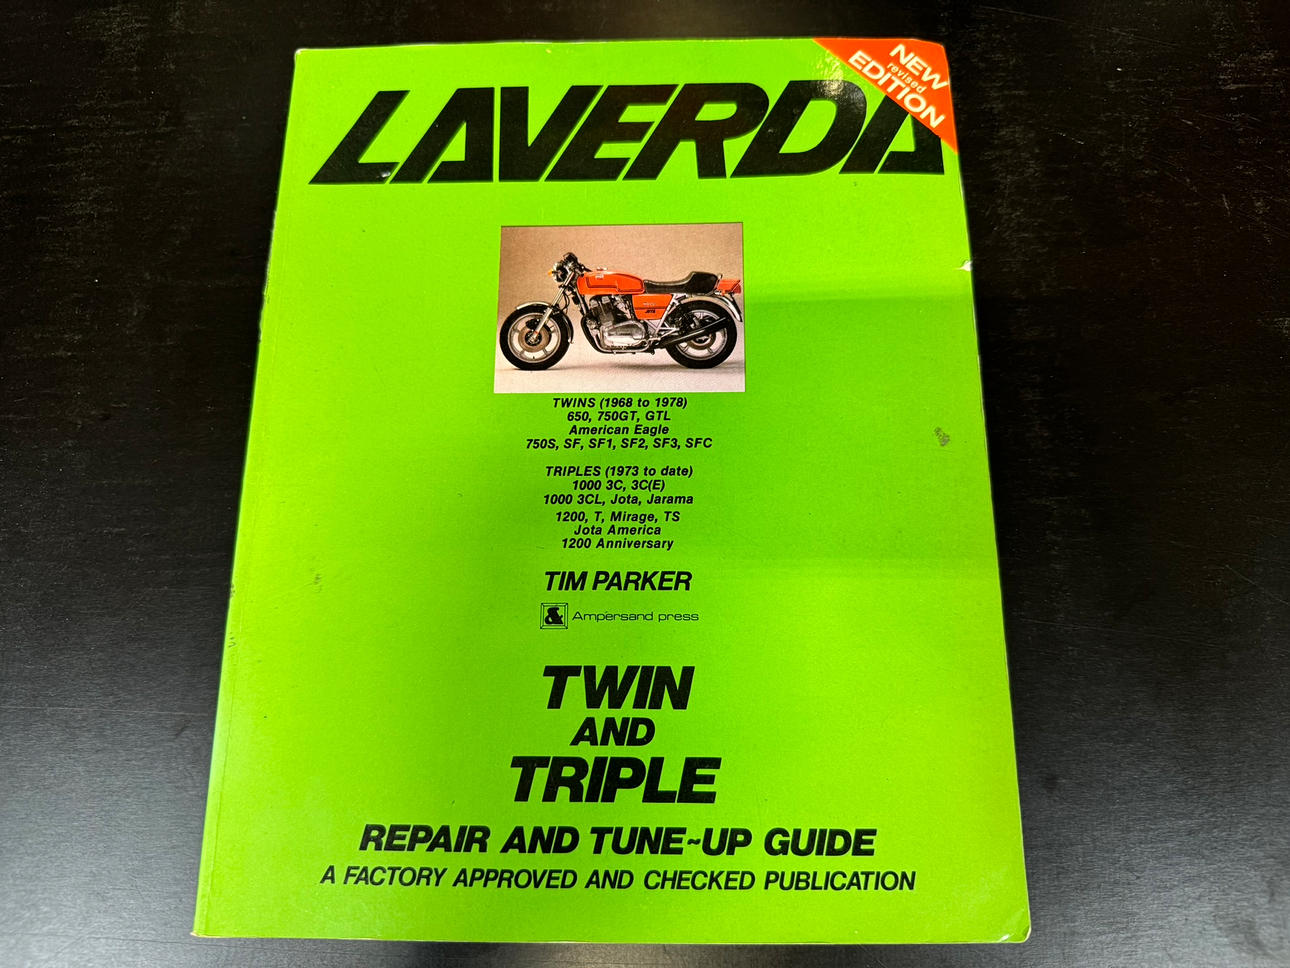 LAVERDA
NEW
revised
EDITION
JOTA
TWINS (1968 to 1978)
650, 750GT, GTL
American Eagle
750S, SF, SF1, SF2, SF3, SFC
TRIPLES (1973 to date)
1000 3C, 3C(E)
1000 3CL, Jota, Jarama
1200, T, Mirage, TS
Jota America
1200 Anniversary
TIM PARKER
& Ampersand press
TWIN
AND
TRIPLE
REPAIR AND TUNE~UP GUIDE
A FACTORY APPROVED AND CHECKED PUBLICATION